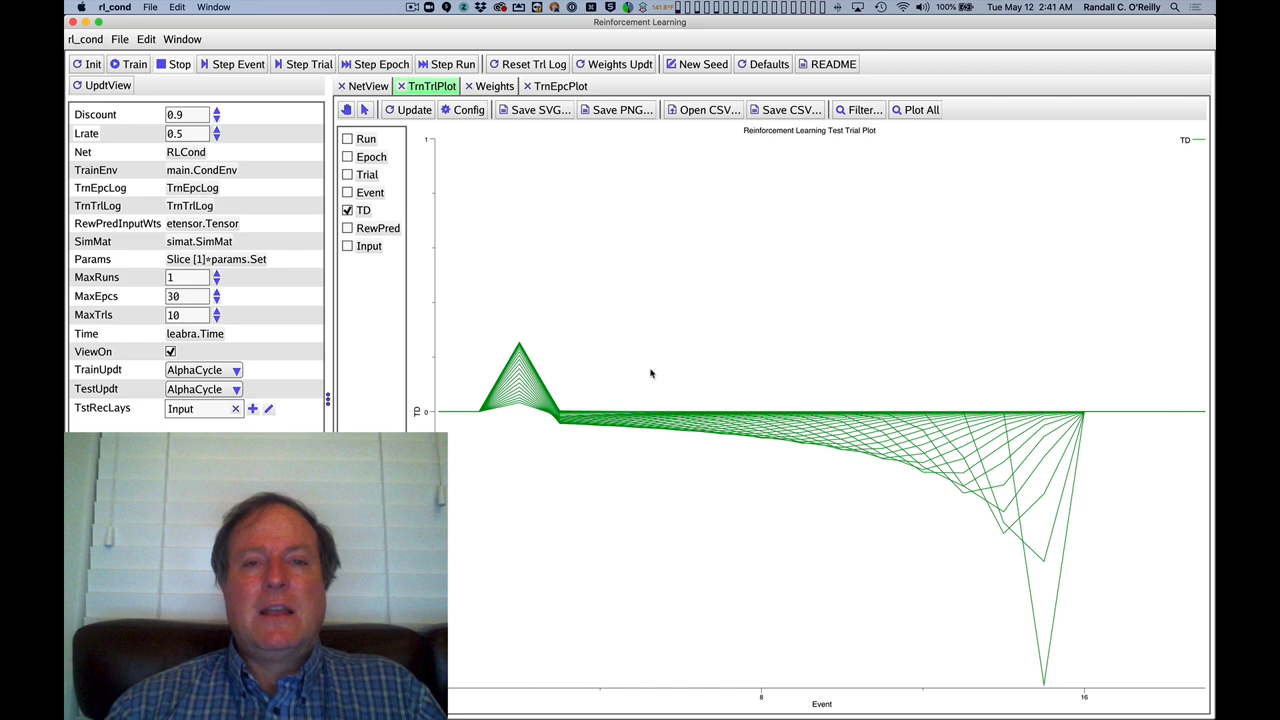 rl_cond File Edit Window 141.6°F 100% Tue May 12 2:41 AM Randall C. O'Reilly
Reinforcement Learning
rl_cond File Edit Window
Init Train Stop Step Event Step Trial Step Epoch Step Run Reset Trl Log Weights Updt New Seed Defaults README
UpdtView
NetView TrnTrlPlot Weights TrnEpcPlot
Update Config Save SVG... Save PNG... Open CSV... Save CSV... Filter... Plot All
Discount 0.9
Lrate 0.5
Net RLCond
TrainEnv main.CondEnv
TrnEpcLog TrnEpcLog
TrnTrlLog TrnTrlLog
RewPredInputWts etensor.Tensor
SimMat simat.SimMat
Params Slice [1]*params.Set
MaxRuns 1
MaxEpcs 30
MaxTrls 10
Time leabra.Time
ViewOn
TrainUpdt AlphaCycle
TestUpdt AlphaCycle
TstRecLays Input
Run
Epoch
Trial
Event
TD
RewPred
Input
Reinforcement Learning Test Trial Plot
TD
1
TD
0
8
16
Event